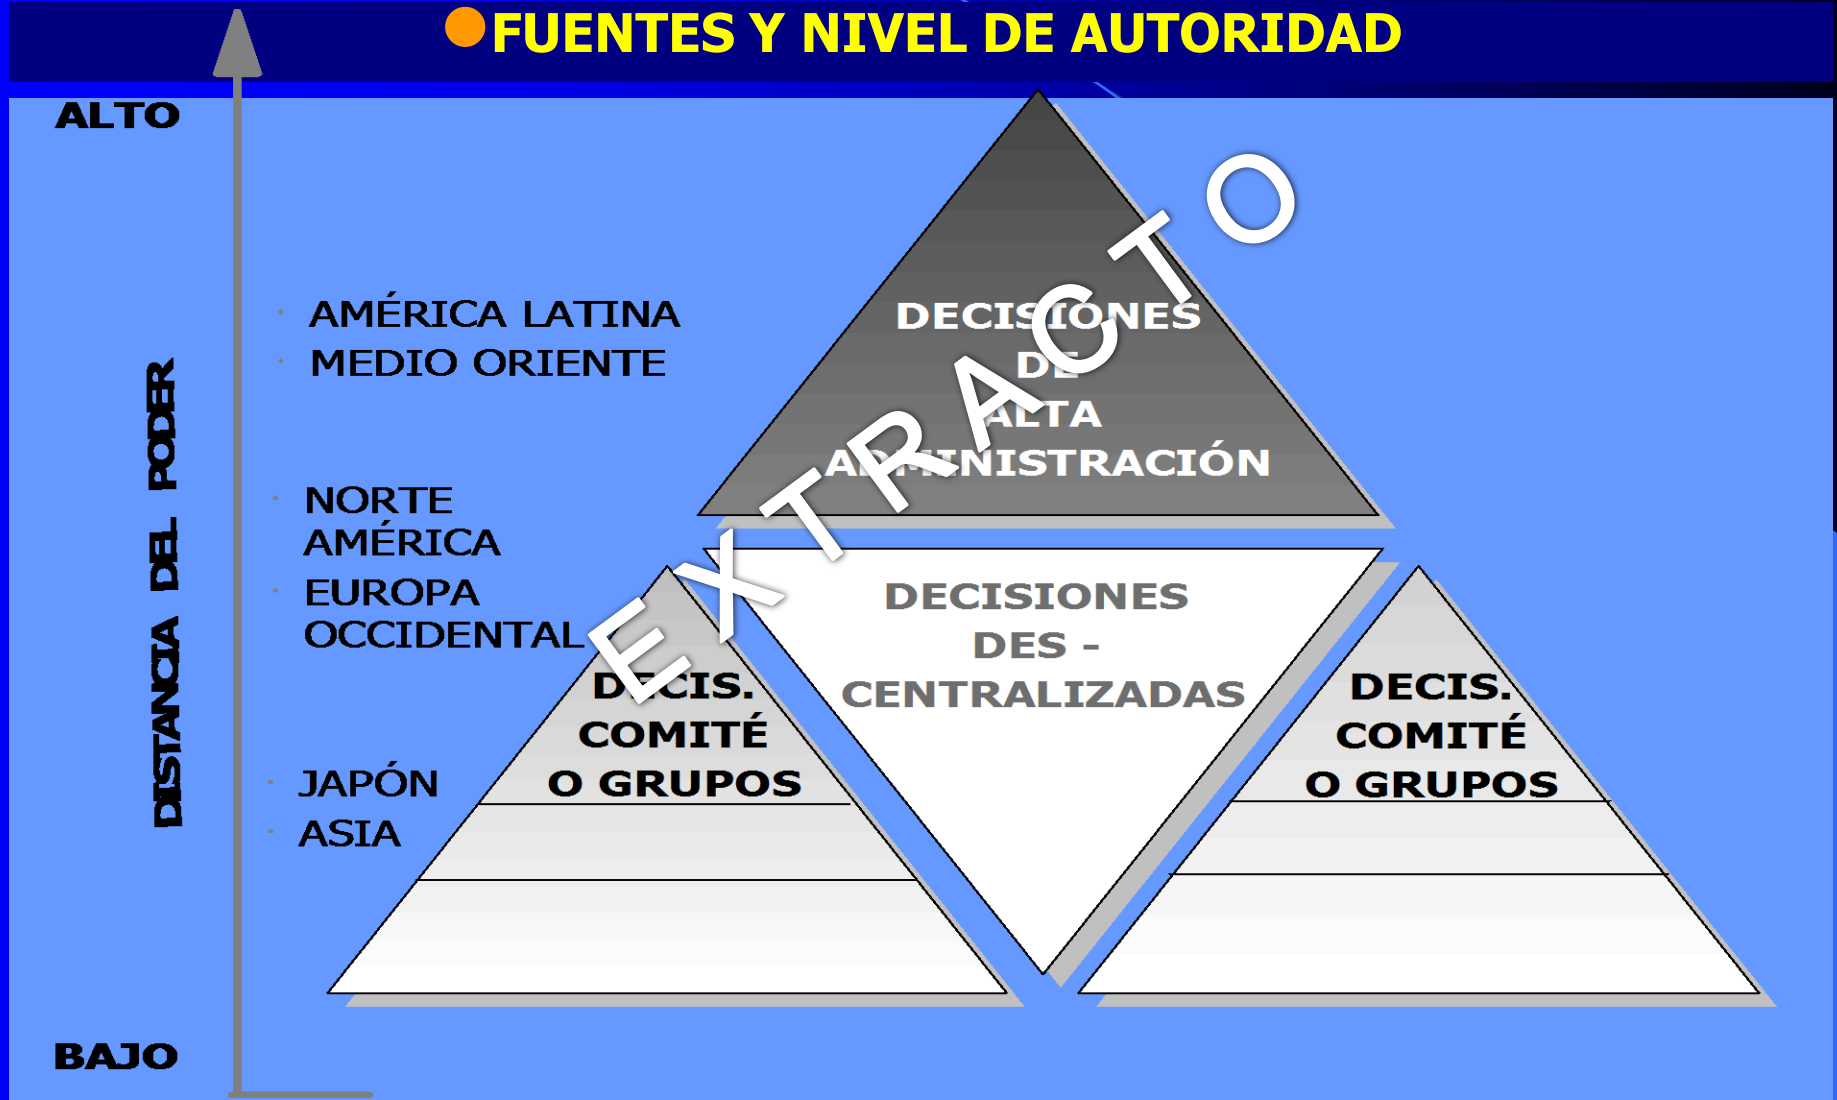 FUENTES Y NIVEL DE AUTORIDAD
ALTO
DISTANCIA DEL PODER
BAJO
AMÉRICA LATINA
MEDIO ORIENTE
NORTE
AMÉRICA
EUROPA
OCCIDENTAL
JAPÓN
ASIA
DECISIONES
DE
ALTA
ADMINISTRACIÓN
DECISIONES
DES -
CENTRALIZADAS
DECIS.
COMITÉ
O GRUPOS
DECIS.
COMITÉ
O GRUPOS
EXTRACTO